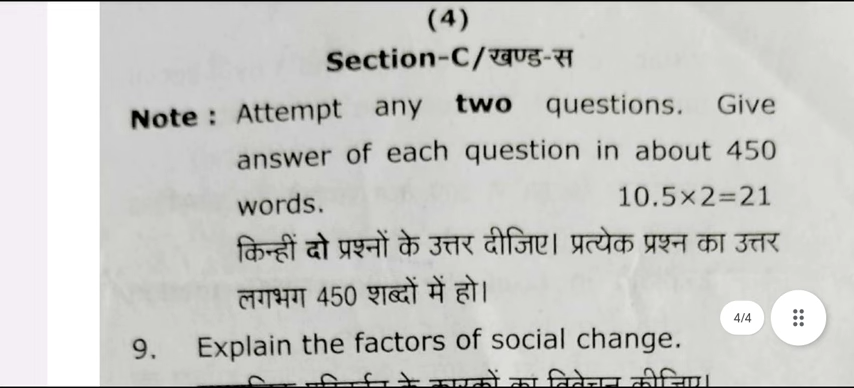 (4)
Section-C/खण्ड-स
Note : Attempt any two questions. Give
answer of each question in about 450
words. 10.5×2=21
किन्हीं दो प्रश्नों के उत्तर दीजिए। प्रत्येक प्रश्न का उत्तर
लगभग 450 शब्दों में हो।
4/4
9. Explain the factors of social change.
के कारकों का विवेचन कीजिए।